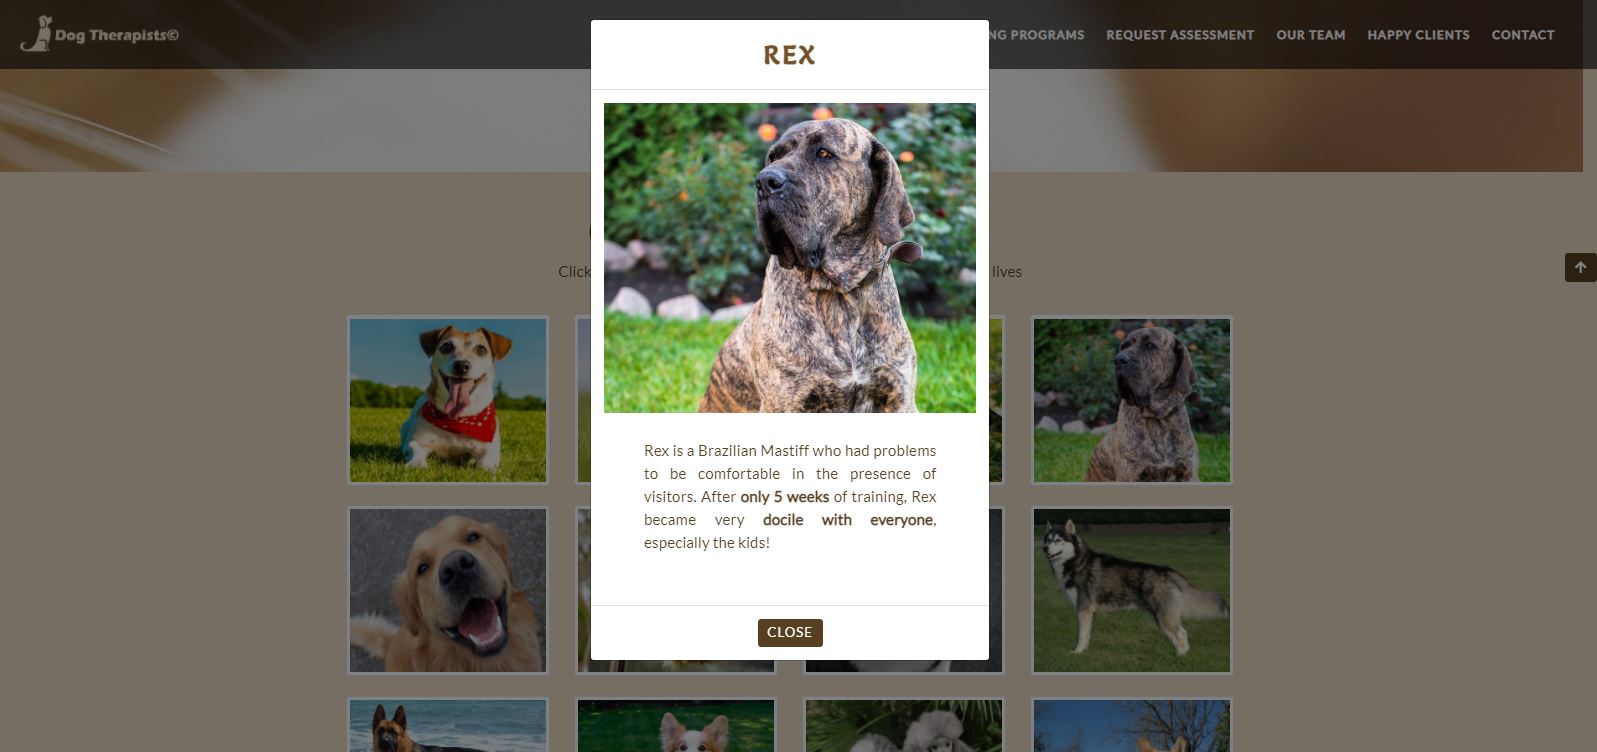 Dog Therapists©
REQUEST ASSESSMENT
OUR TEAM
HAPPY CLIENTS
CONTACT
PROGRAMS
REX
Click
lives
Rex is a Brazilian Mastiff who had problems
to be comfortable in the presence of
visitors. After only 5 weeks of training, Rex
became very docile with everyone,
especially the kids!
CLOSE